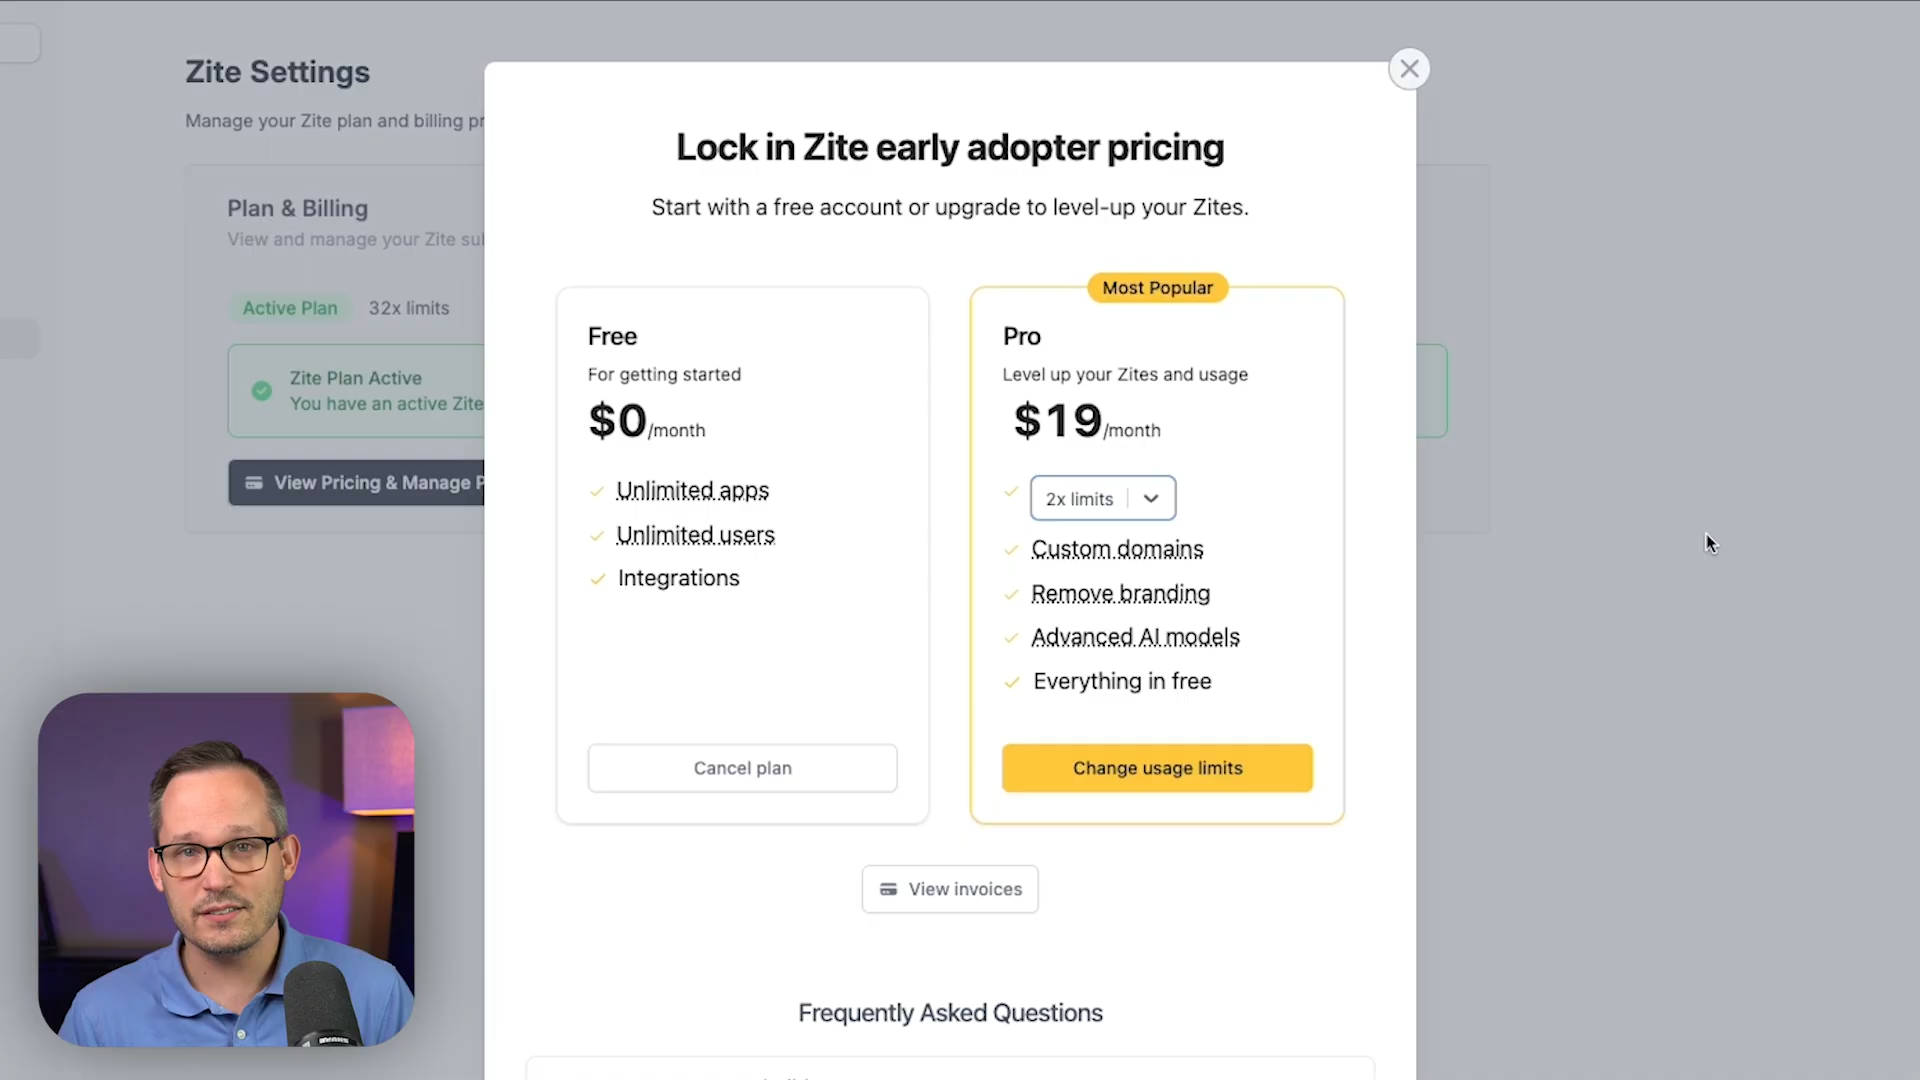 Zite Settings
Manage your Zite plan and billing pr
Plan & Billing
View and manage your Zite sul
Active Plan
32x limits
Zite Plan Active
You have an active Zite
View Pricing & Manage P
Lock in Zite early adopter pricing
Start with a free account or upgrade to level-up your Zites.
Free
For getting started
$0/month
Unlimited apps
Unlimited users
Integrations
Cancel plan
Most Popular
Pro
Level up your Zites and usage
$19/month
2x limits
Custom domains
Remove branding
Advanced AI models
Everything in free
Change usage limits
View invoices
Frequently Asked Questions